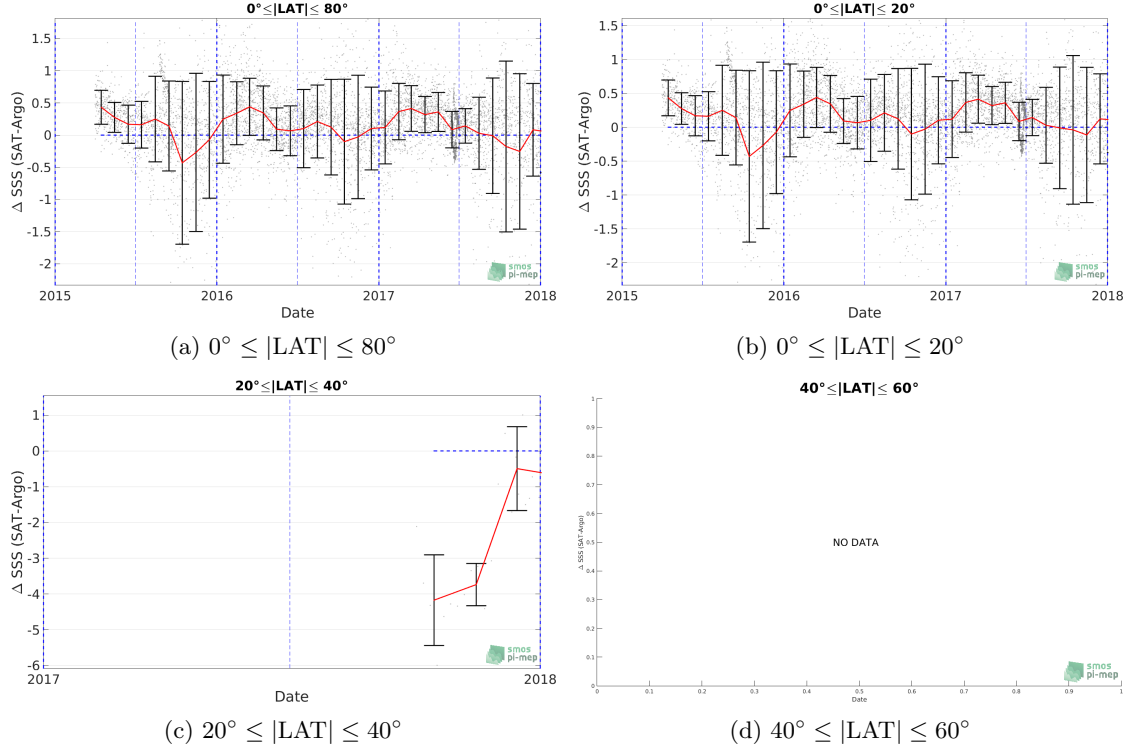 0°≤|LAT|≤ 80°
1.5
1
0.5
0
-0.5
-1
-1.5
-2
Δ SSS (SAT-Argo)
2015
2016
2017
2018
Date
smos
pi-mep
(a) 0° ≤ |LAT| ≤ 80°
0°≤|LAT|≤ 20°
1.5
1
0.5
0
-0.5
-1
-1.5
-2
Δ SSS (SAT-Argo)
2015
2016
2017
2018
Date
smos
pi-mep
(b) 0° ≤ |LAT| ≤ 20°
20°≤|LAT|≤ 40°
1
0
-1
-2
-3
-4
-5
-6
Δ SSS (SAT-Argo)
2017
2018
Date
smos
pi-mep
(c) 20° ≤ |LAT| ≤ 40°
40°≤|LAT|≤ 60°
1
0.9
0.8
0.7
0.6
0.5
0.4
0.3
0.2
0.1
0
Δ SSS (SAT-Argo)
NO DATA
0
0.1
0.2
0.3
0.4
0.5
0.6
0.7
0.8
0.9
1
Date
smos
pi-mep
(d) 40° ≤ |LAT| ≤ 60°